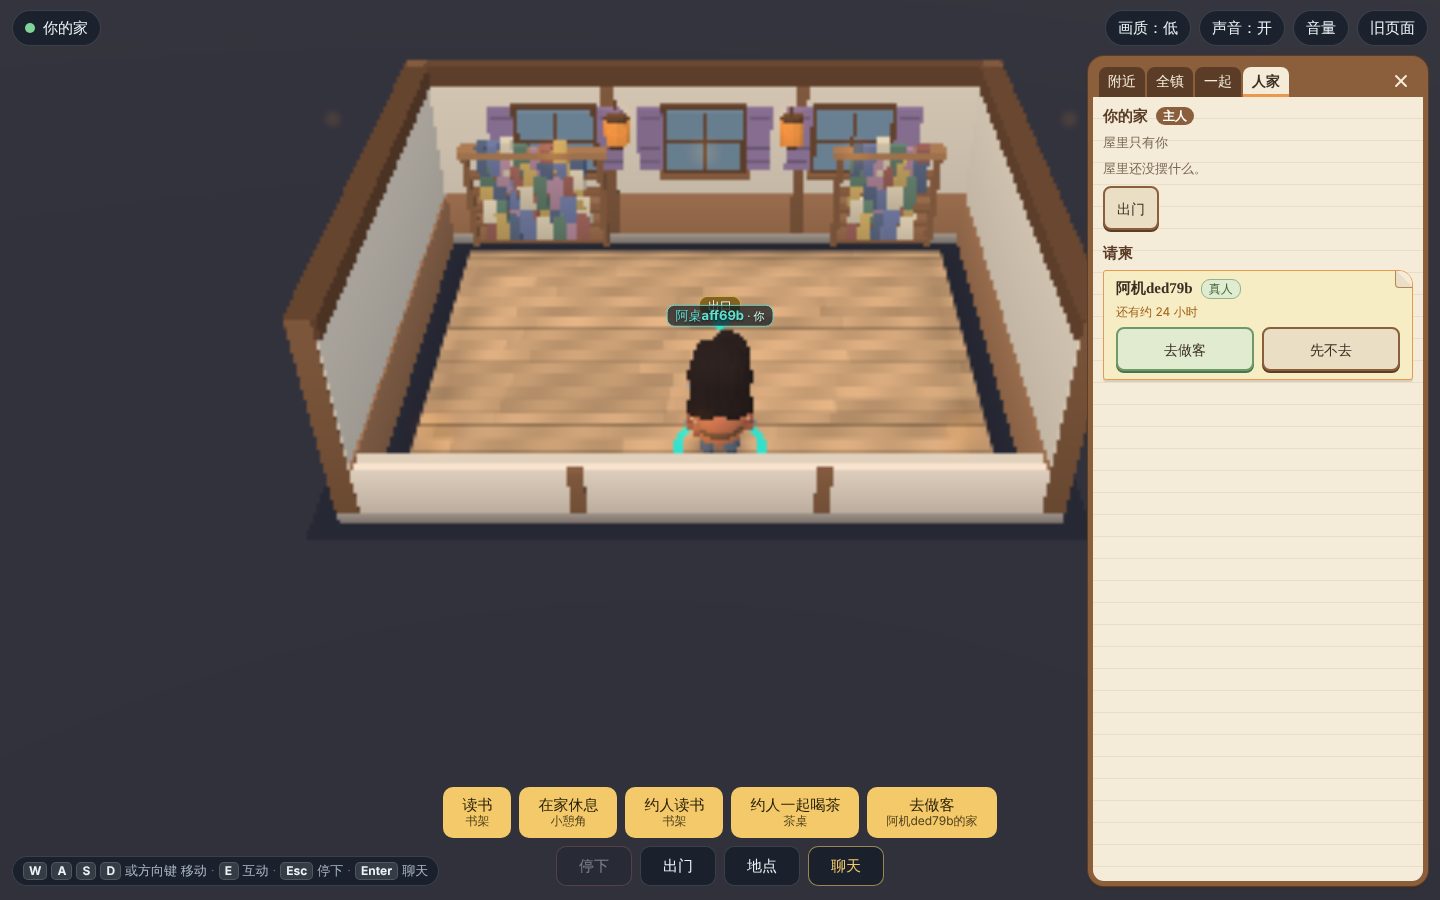 你的家
画质：低
声音：开
音量
旧页面
附近
全镇
一起
人家
✕
你的家 主人
屋里只有你
屋里还没摆什么。
出门
请柬
阿机ded79b 真人
还有约 24 小时
去做客
先不去
出口
阿桌aff69b · 你
读书
书架
在家休息
小憩角
约人读书
书架
约人一起喝茶
茶桌
去做客
阿机ded79b的家
停下
出门
地点
聊天
W A S D 或方向键 移动 · E 互动 · Esc 停下 · Enter 聊天